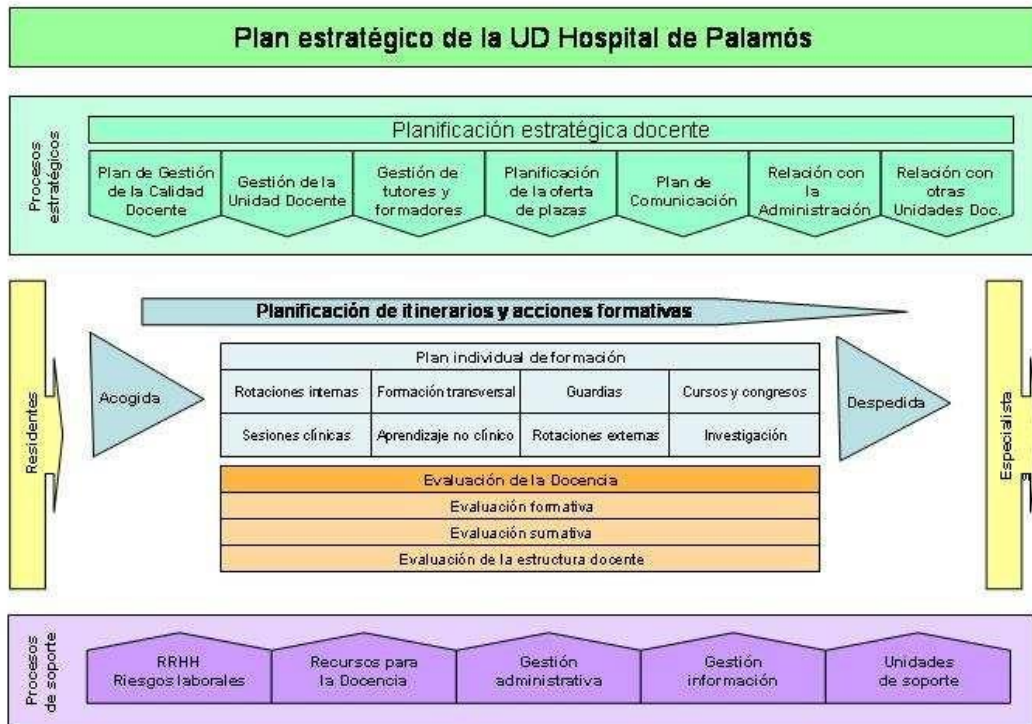 Plan estratégico de la UD Hospital de Palamós
Procesos
estratégicos
Planificación estratégica docente
Plan de Gestión
de la Calidad
Docente
Gestión de la
Unidad Docente
Gestión de
tutores y
formadores
Planificación
de la oferta
de plazas
Plan de
Comunicación
Relación con
la
Administración
Relación con
otras
Unidades Doc.
Residentes
Planificación de itinerarios y acciones formativas
Acogida
Plan individual de formación
Rotaciones internas
Formación transversal
Guardias
Cursos y congresos
Sesiones clínicas
Aprendizaje no clínico
Rotaciones externas
Investigación
Despedida
Especialista
s
Evaluación de la Docencia
Evaluación formativa
Evaluación sumativa
Evaluación de la estructura docente
Procesos
de soporte
RRHH
Riesgos laborales
Recursos para
la Docencia
Gestión
administrativa
Gestión
información
Unidades
de soporte